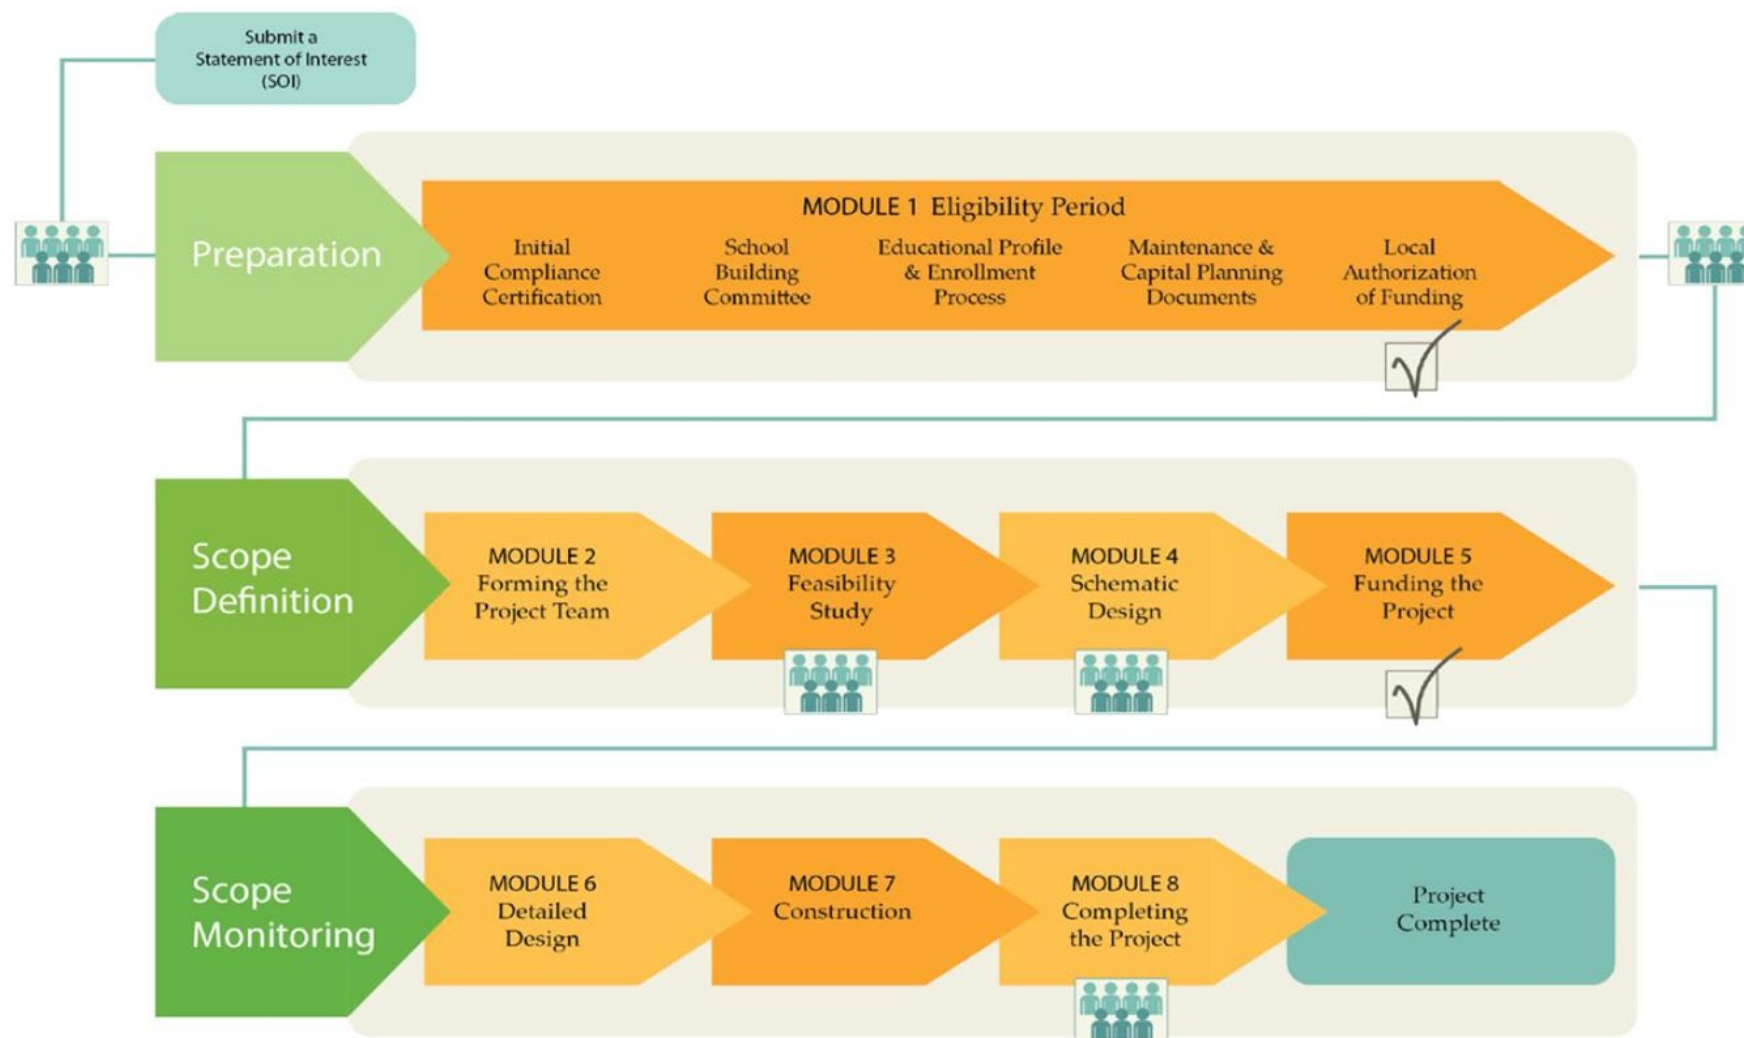 Submit a
Statement of Interest
(SOI)
Preparation
MODULE 1 Eligibility Period
Initial
Compliance
Certification
School
Building
Committee
Educational Profile
& Enrollment
Process
Maintenance &
Capital Planning
Documents
Local
Authorization
of Funding
Scope
Definition
MODULE 2
Forming the
Project Team
MODULE 3
Feasibility
Study
MODULE 4
Schematic
Design
MODULE 5
Funding the
Project
Scope
Monitoring
MODULE 6
Detailed
Design
MODULE 7
Construction
MODULE 8
Completing
the Project
Project
Complete